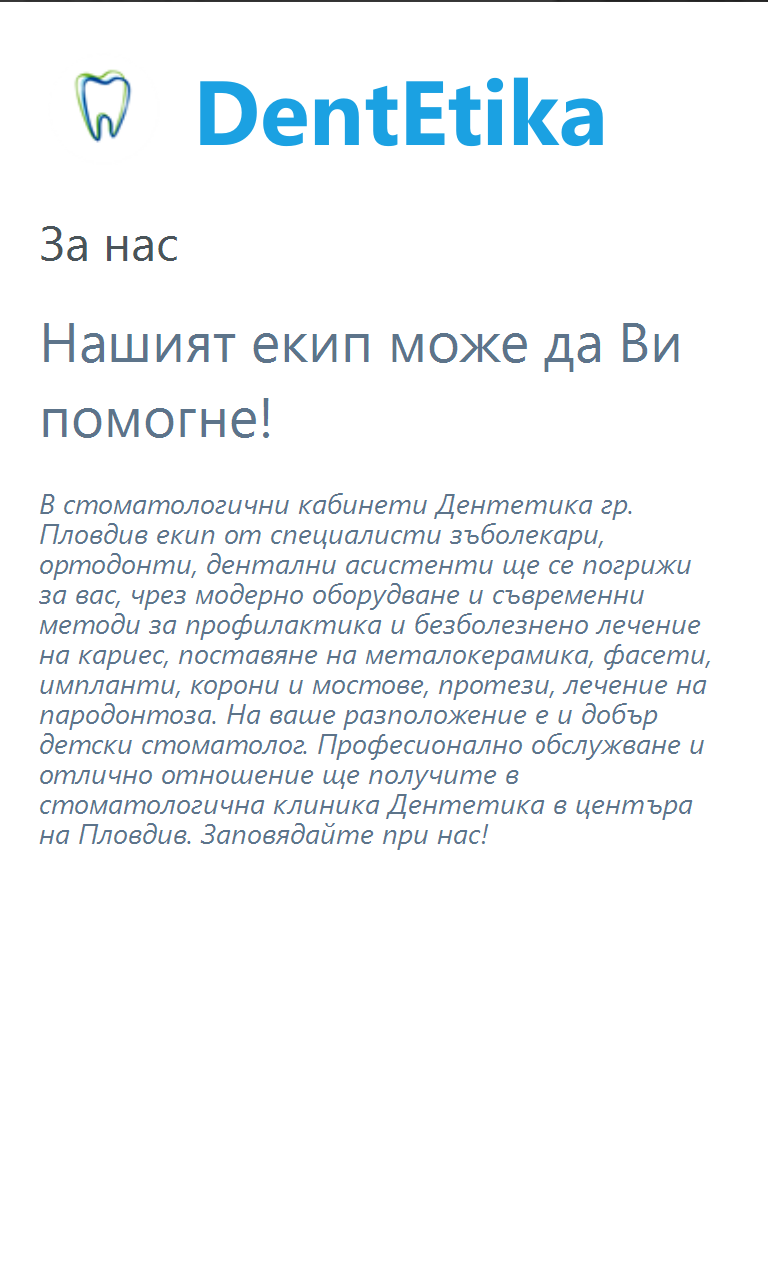 DentEtika
За нас
Нашият екип може да Ви
помогне!
В стоматологични кабинети Дентетика гр.
Пловдив екип от специалисти зъболекари,
ортодонти, дентални асистенти ще се погрижи
за вас, чрез модерно оборудване и съвременни
методи за профилактика и безболезнено лечение
на кариес, поставяне на металокерамика, фасети,
импланти, корони и мостове, протези, лечение на
пародонтоза. На ваше разположение е и добър
детски стоматолог. Професионално обслужване и
отлично отношение ще получите в
стоматологична клиника Дентетика в центъра
на Пловдив. Заповядайте при нас!